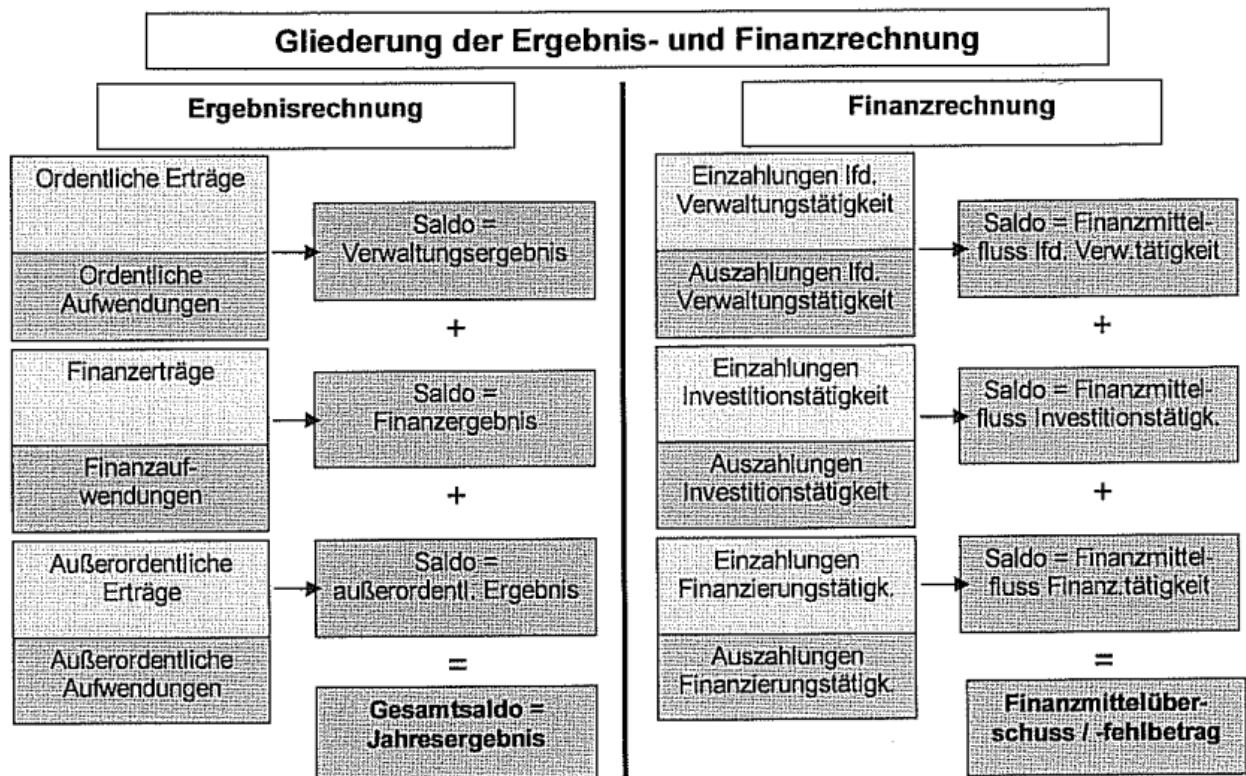 Gliederung der Ergebnis- und Finanzrechnung
Ergebnisrechnung
Ordentliche Erträge
Ordentliche
Aufwendungen
Saldo =
Verwaltungsergebnis
+
Finanzerträge
Finanzauf-
wendungen
Saldo =
Finanzergebnis
+
Außerordentliche
Erträge
Außerordentliche
Aufwendungen
Saldo =
außerordentl. Ergebnis
=
Gesamtsaldo =
Jahresergebnis
Finanzrechnung
Einzahlungen lfd.
Verwaltungstätigkeit
Auszahlungen lfd.
Verwaltungstätigkeit
Saldo = Finanzmittel-
fluss lfd. Verw.tätigkeit
+
Einzahlungen
Investitionstätigkeit
Auszahlungen
Investitionstätigkeit
Saldo = Finanzmittel-
fluss Investitionstätigk.
+
Einzahlungen
Finanzierungstätigk.
Auszahlungen
Finanzierungstätigk.
Saldo = Finanzmittel-
fluss Finanz.tätigkeit
=
Finanzmittelüber-
schuss / -fehlbetrag